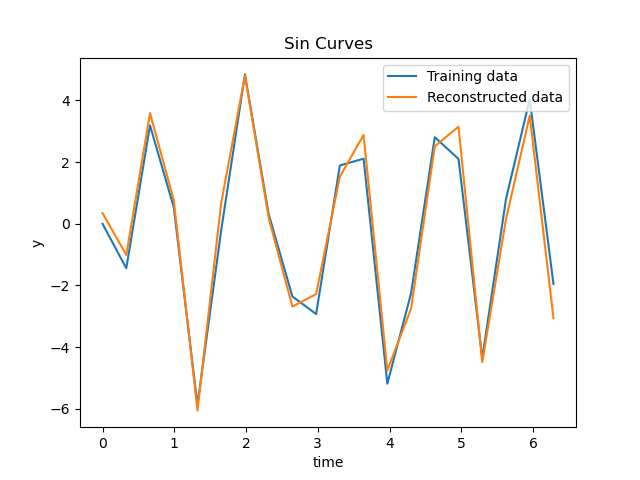 Sin Curves
Training data
Reconstructed data
4
2
0
−2
−4
−6
y
0 1 2 3 4 5 6
time